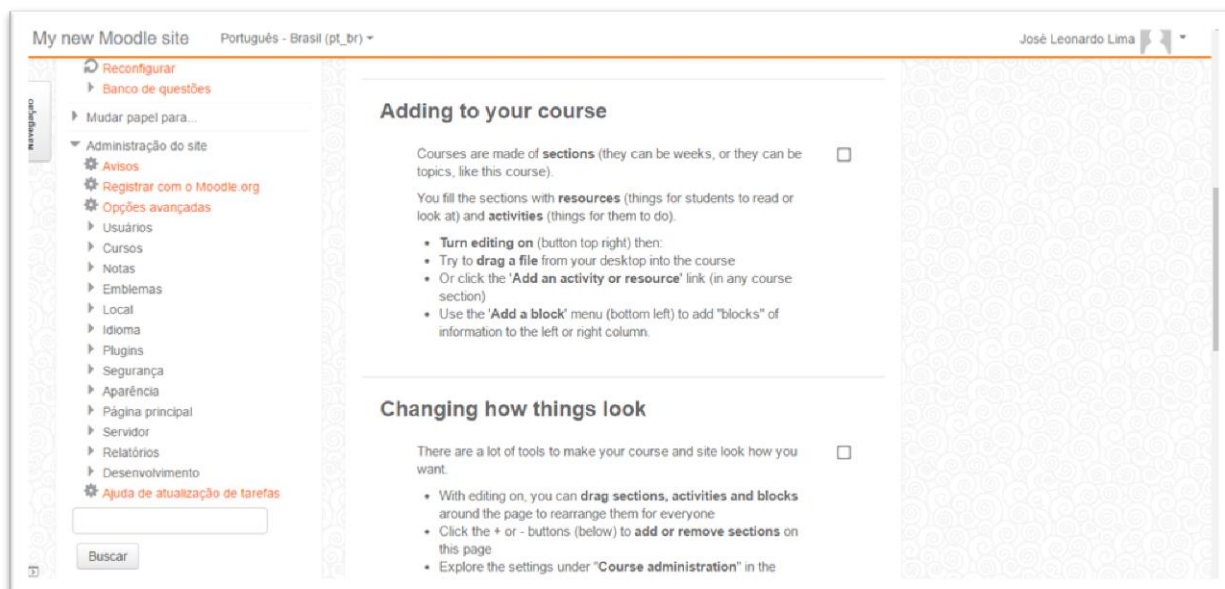 My new Moodle site
Português - Brasil (pt_br)
José Leonardo Lima
Navegação
Reconfigurar
Banco de questões
Mudar papel para...
Administração do site
Avisos
Registrar com o Moodle.org
Opções avançadas
Usuários
Cursos
Notas
Emblemas
Local
Idioma
Plugins
Segurança
Aparência
Página principal
Servidor
Relatórios
Desenvolvimento
Ajuda de atualização de tarefas
Buscar
Adding to your course
Courses are made of sections (they can be weeks, or they can be
topics, like this course).
You fill the sections with resources (things for students to read or
look at) and activities (things for them to do).
• Turn editing on (button top right) then:
• Try to drag a file from your desktop into the course
• Or click the 'Add an activity or resource' link (in any course
section)
• Use the 'Add a block' menu (bottom left) to add "blocks" of
information to the left or right column.
Changing how things look
There are a lot of tools to make your course and site look how you
want.
• With editing on, you can drag sections, activities and blocks
around the page to rearrange them for everyone
• Click the + or - buttons (below) to add or remove sections on
this page
• Explore the settings under "Course administration" in the